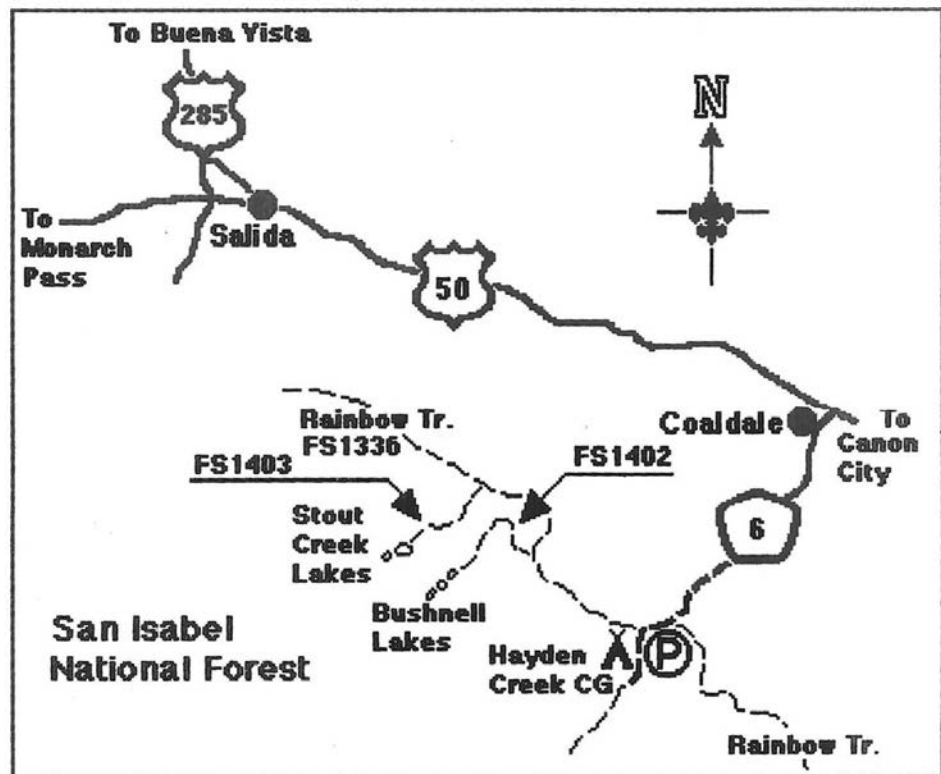 To Buena Vista
285
N
To
Monarch
Pass
Salida
50
Rainbow Tr.
FS1336
Coaldale
To
Canon
City
FS1403
FS1402
Stout
Creek
Lakes
6
Bushnell
Lakes
San Isabel
National Forest
Hayden
Creek CG
P
Rainbow Tr.